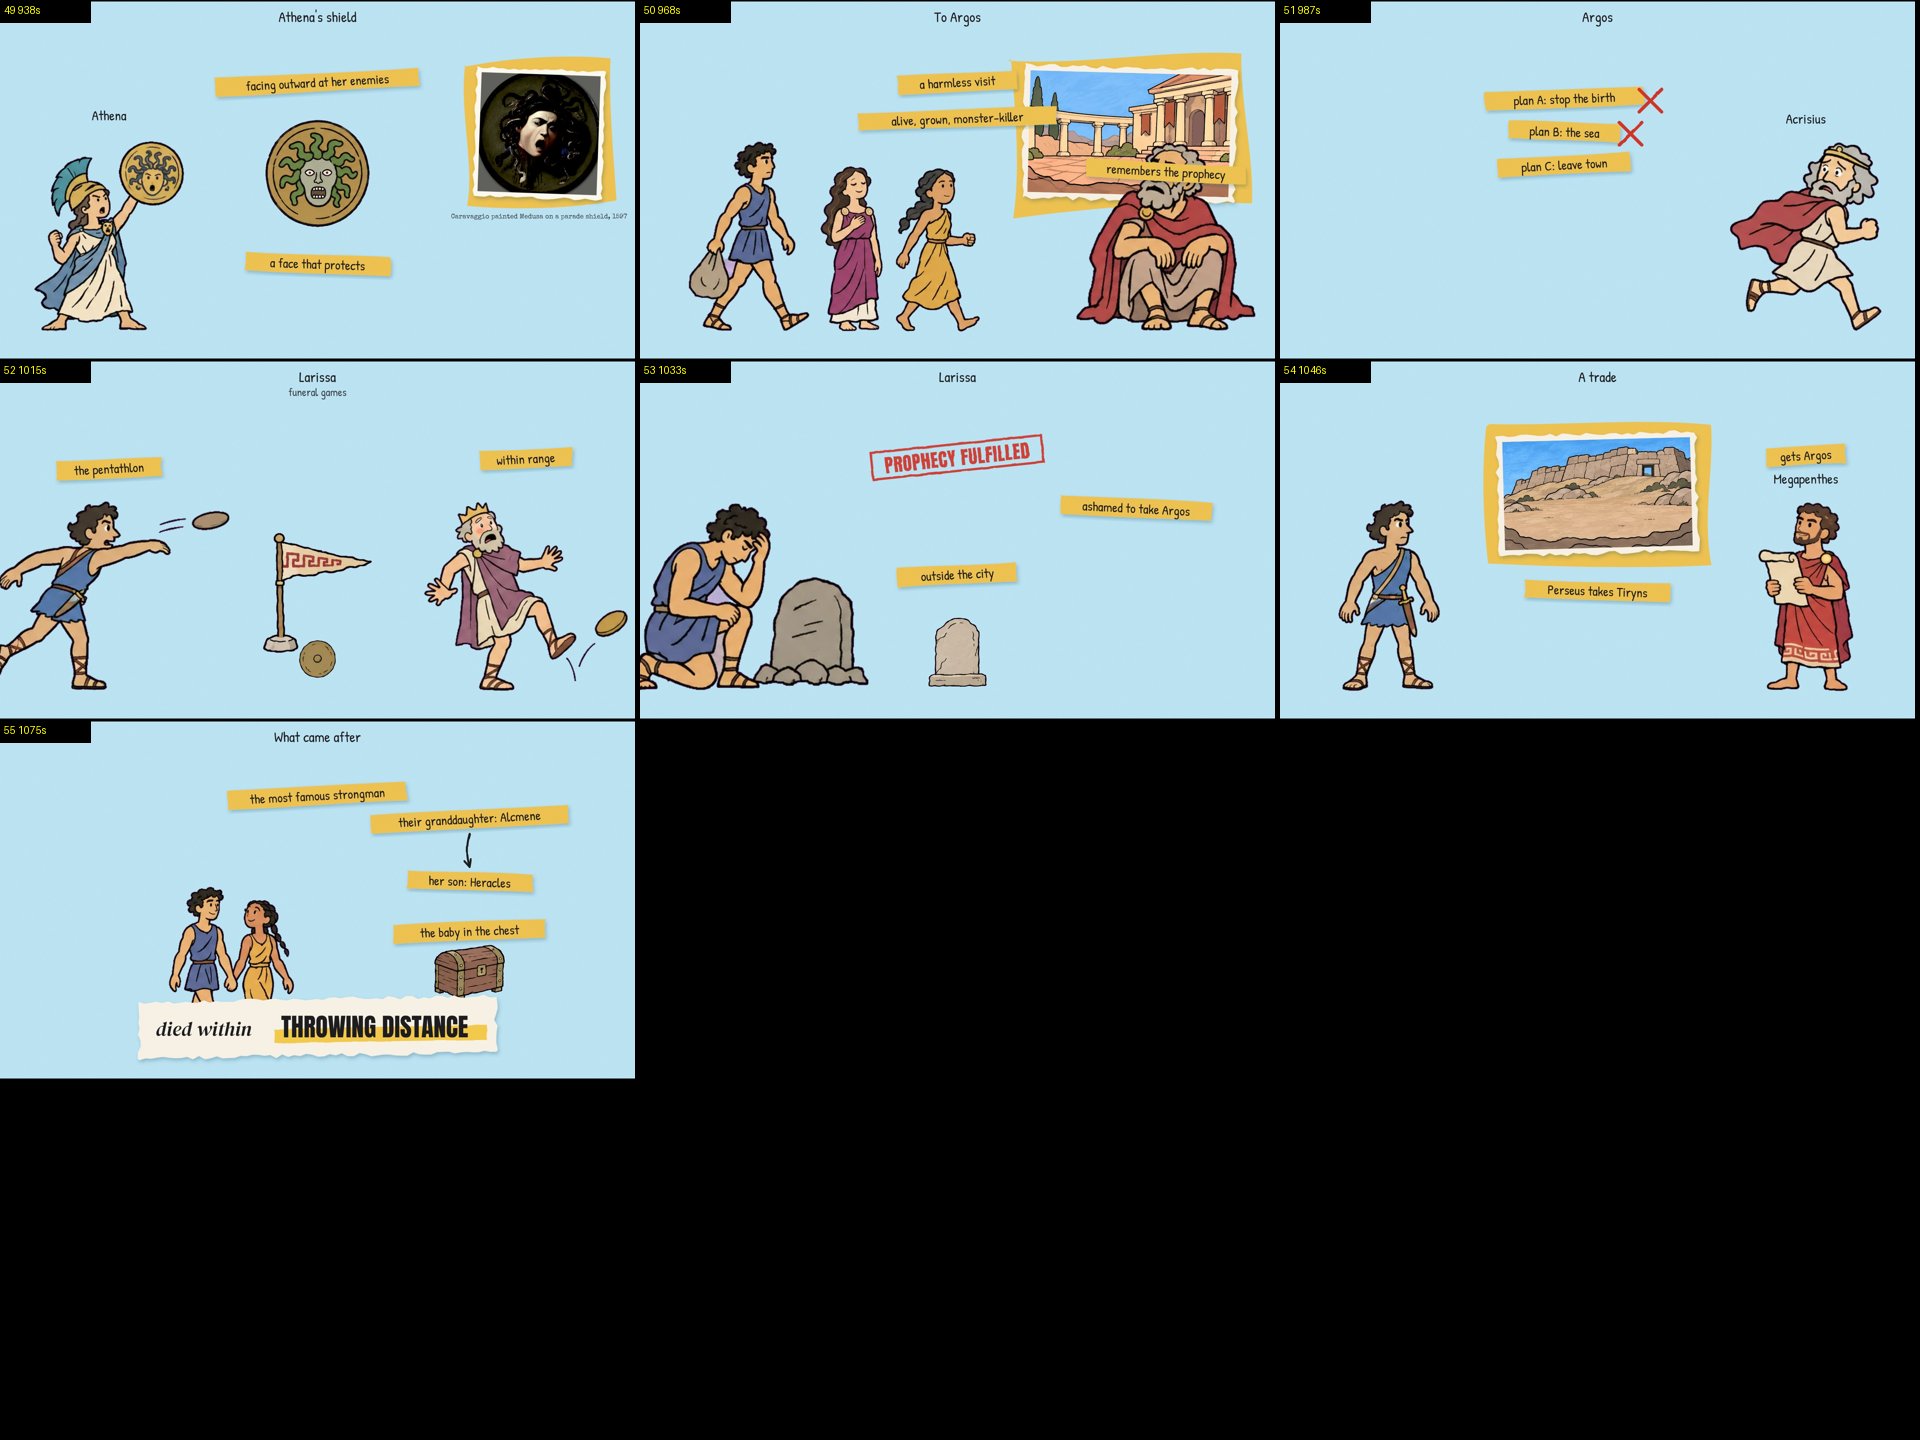 49 938s
Athena's shield
facing outward at her enemies
Athena
Caravaggio painted Medusa on a parade shield, 1597
a face that protects
50 968s
To Argos
a harmless visit
alive, grown, monster-killer
remembers the prophecy
51 987s
Argos
plan A: stop the birth
plan B: the sea
plan C: leave town
Acrisius
52 1015s
Larissa
funeral games
the pentathlon
within range
53 1033s
Larissa
PROPHECY FULFILLED
ashamed to take Argos
outside the city
54 1046s
A trade
gets Argos
Megapenthes
Perseus takes Tiryns
55 1075s
What came after
the most famous strongman
their granddaughter: Alcmene
her son: Heracles
the baby in the chest
died within THROWING DISTANCE